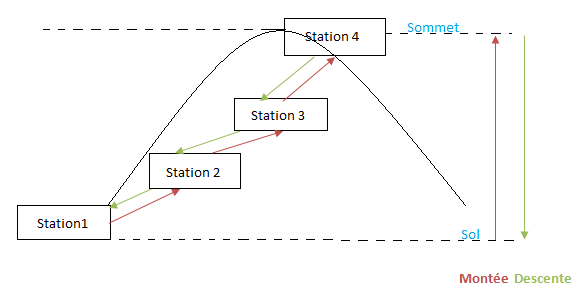 Sommet
Station 4
Station 3
Station 2
Station1
Sol
Montée Descente